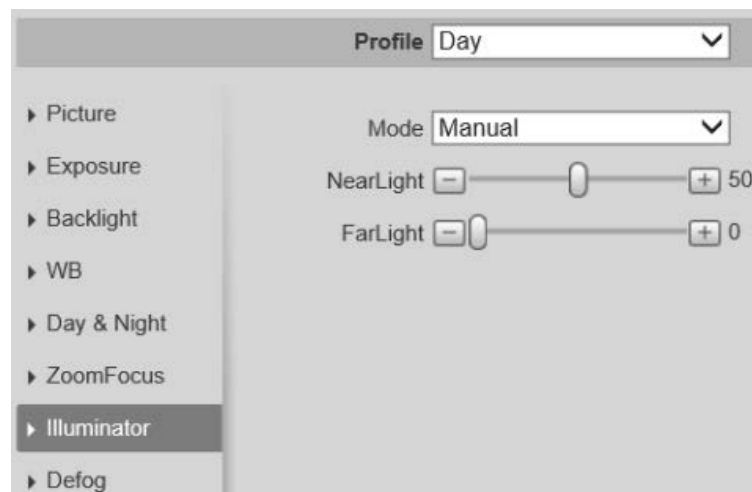 Profile Day
Picture
Mode Manual
Exposure
NearLight 50
Backlight
FarLight 0
WB
Day & Night
ZoomFocus
Illuminator
Defog